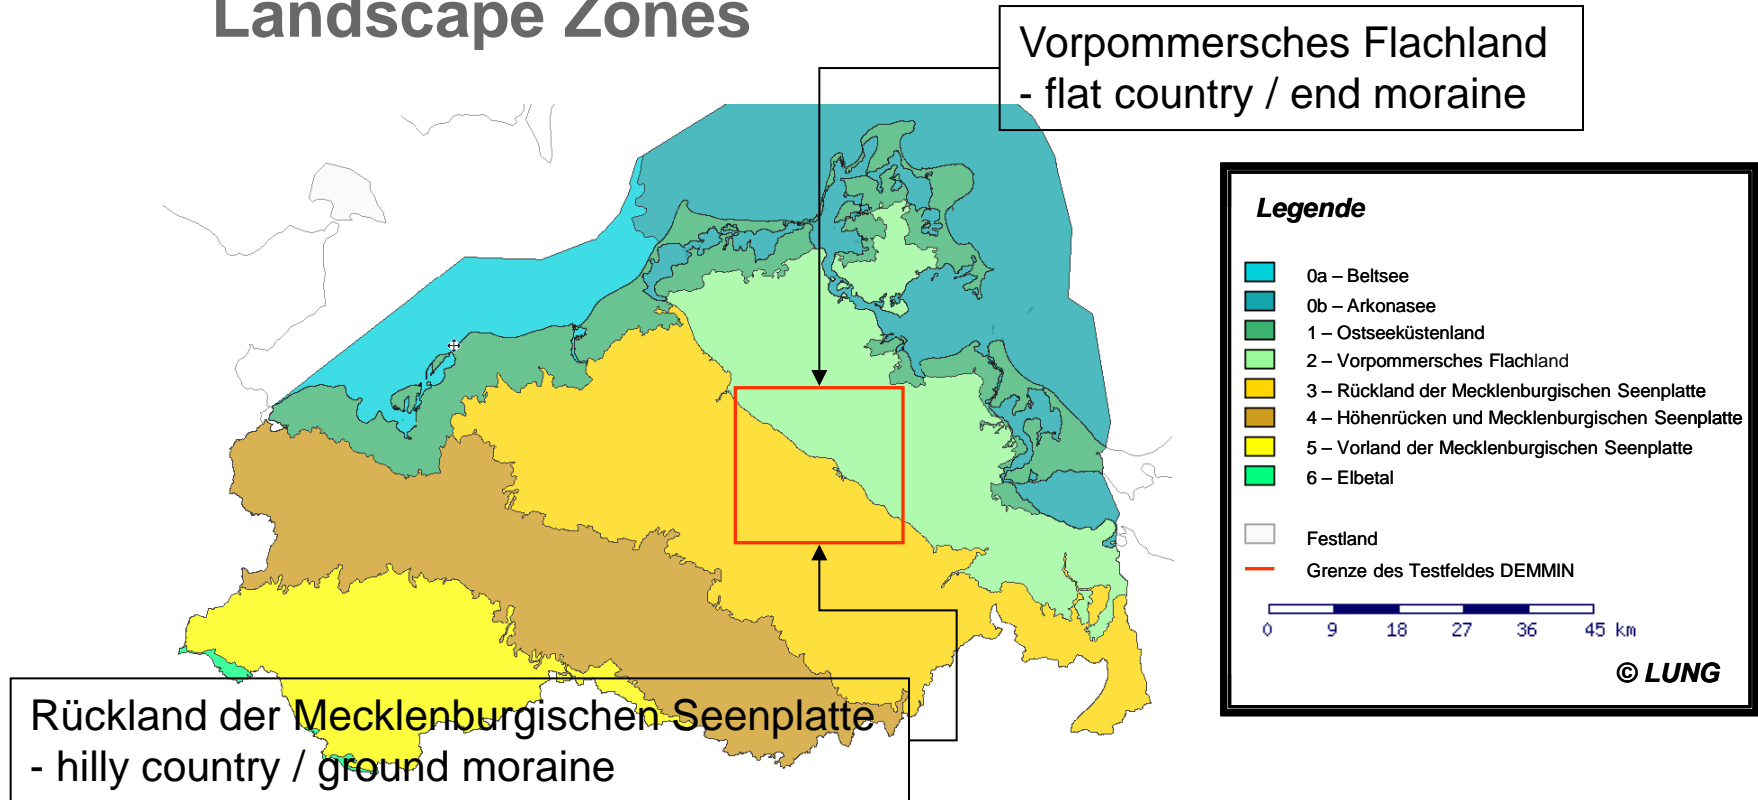 Landscape Zones
Vorpommersches Flachland
- flat country / end moraine
Legende
0a – Beltsee
0b – Arkonasee
1 – Ostseeküstenland
2 – Vorpommersches Flachland
3 – Rückland der Mecklenburgischen Seenplatte
4 – Höhenrücken und Mecklenburgischen Seenplatte
5 – Vorland der Mecklenburgischen Seenplatte
6 – Elbetal
Festland
Grenze des Testfeldes DEMMIN
0 9 18 27 36 45 km
© LUNG
Rückland der Mecklenburgischen Seenplatte
- hilly country / ground moraine